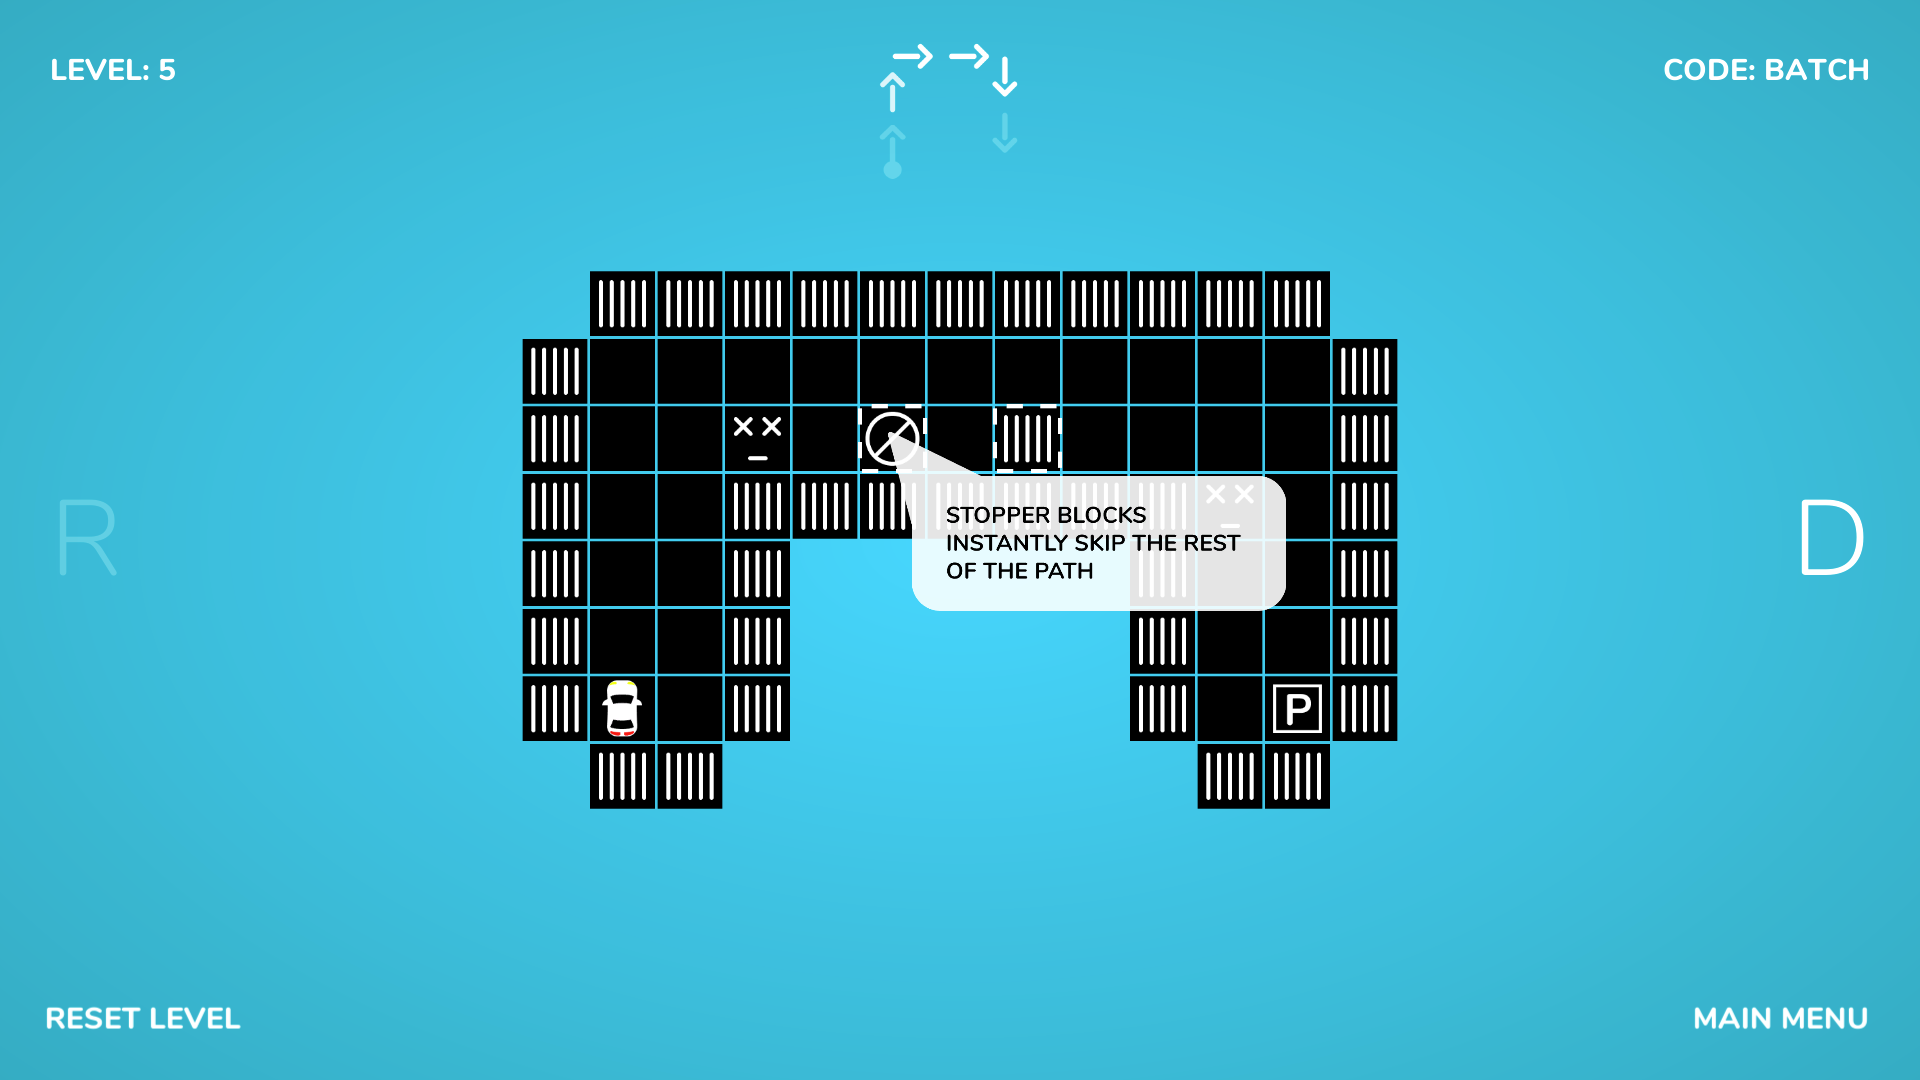 LEVEL: 5
CODE: BATCH
STOPPER BLOCKS
INSTANTLY SKIP THE REST
OF THE PATH
R
D
P
RESET LEVEL
MAIN MENU